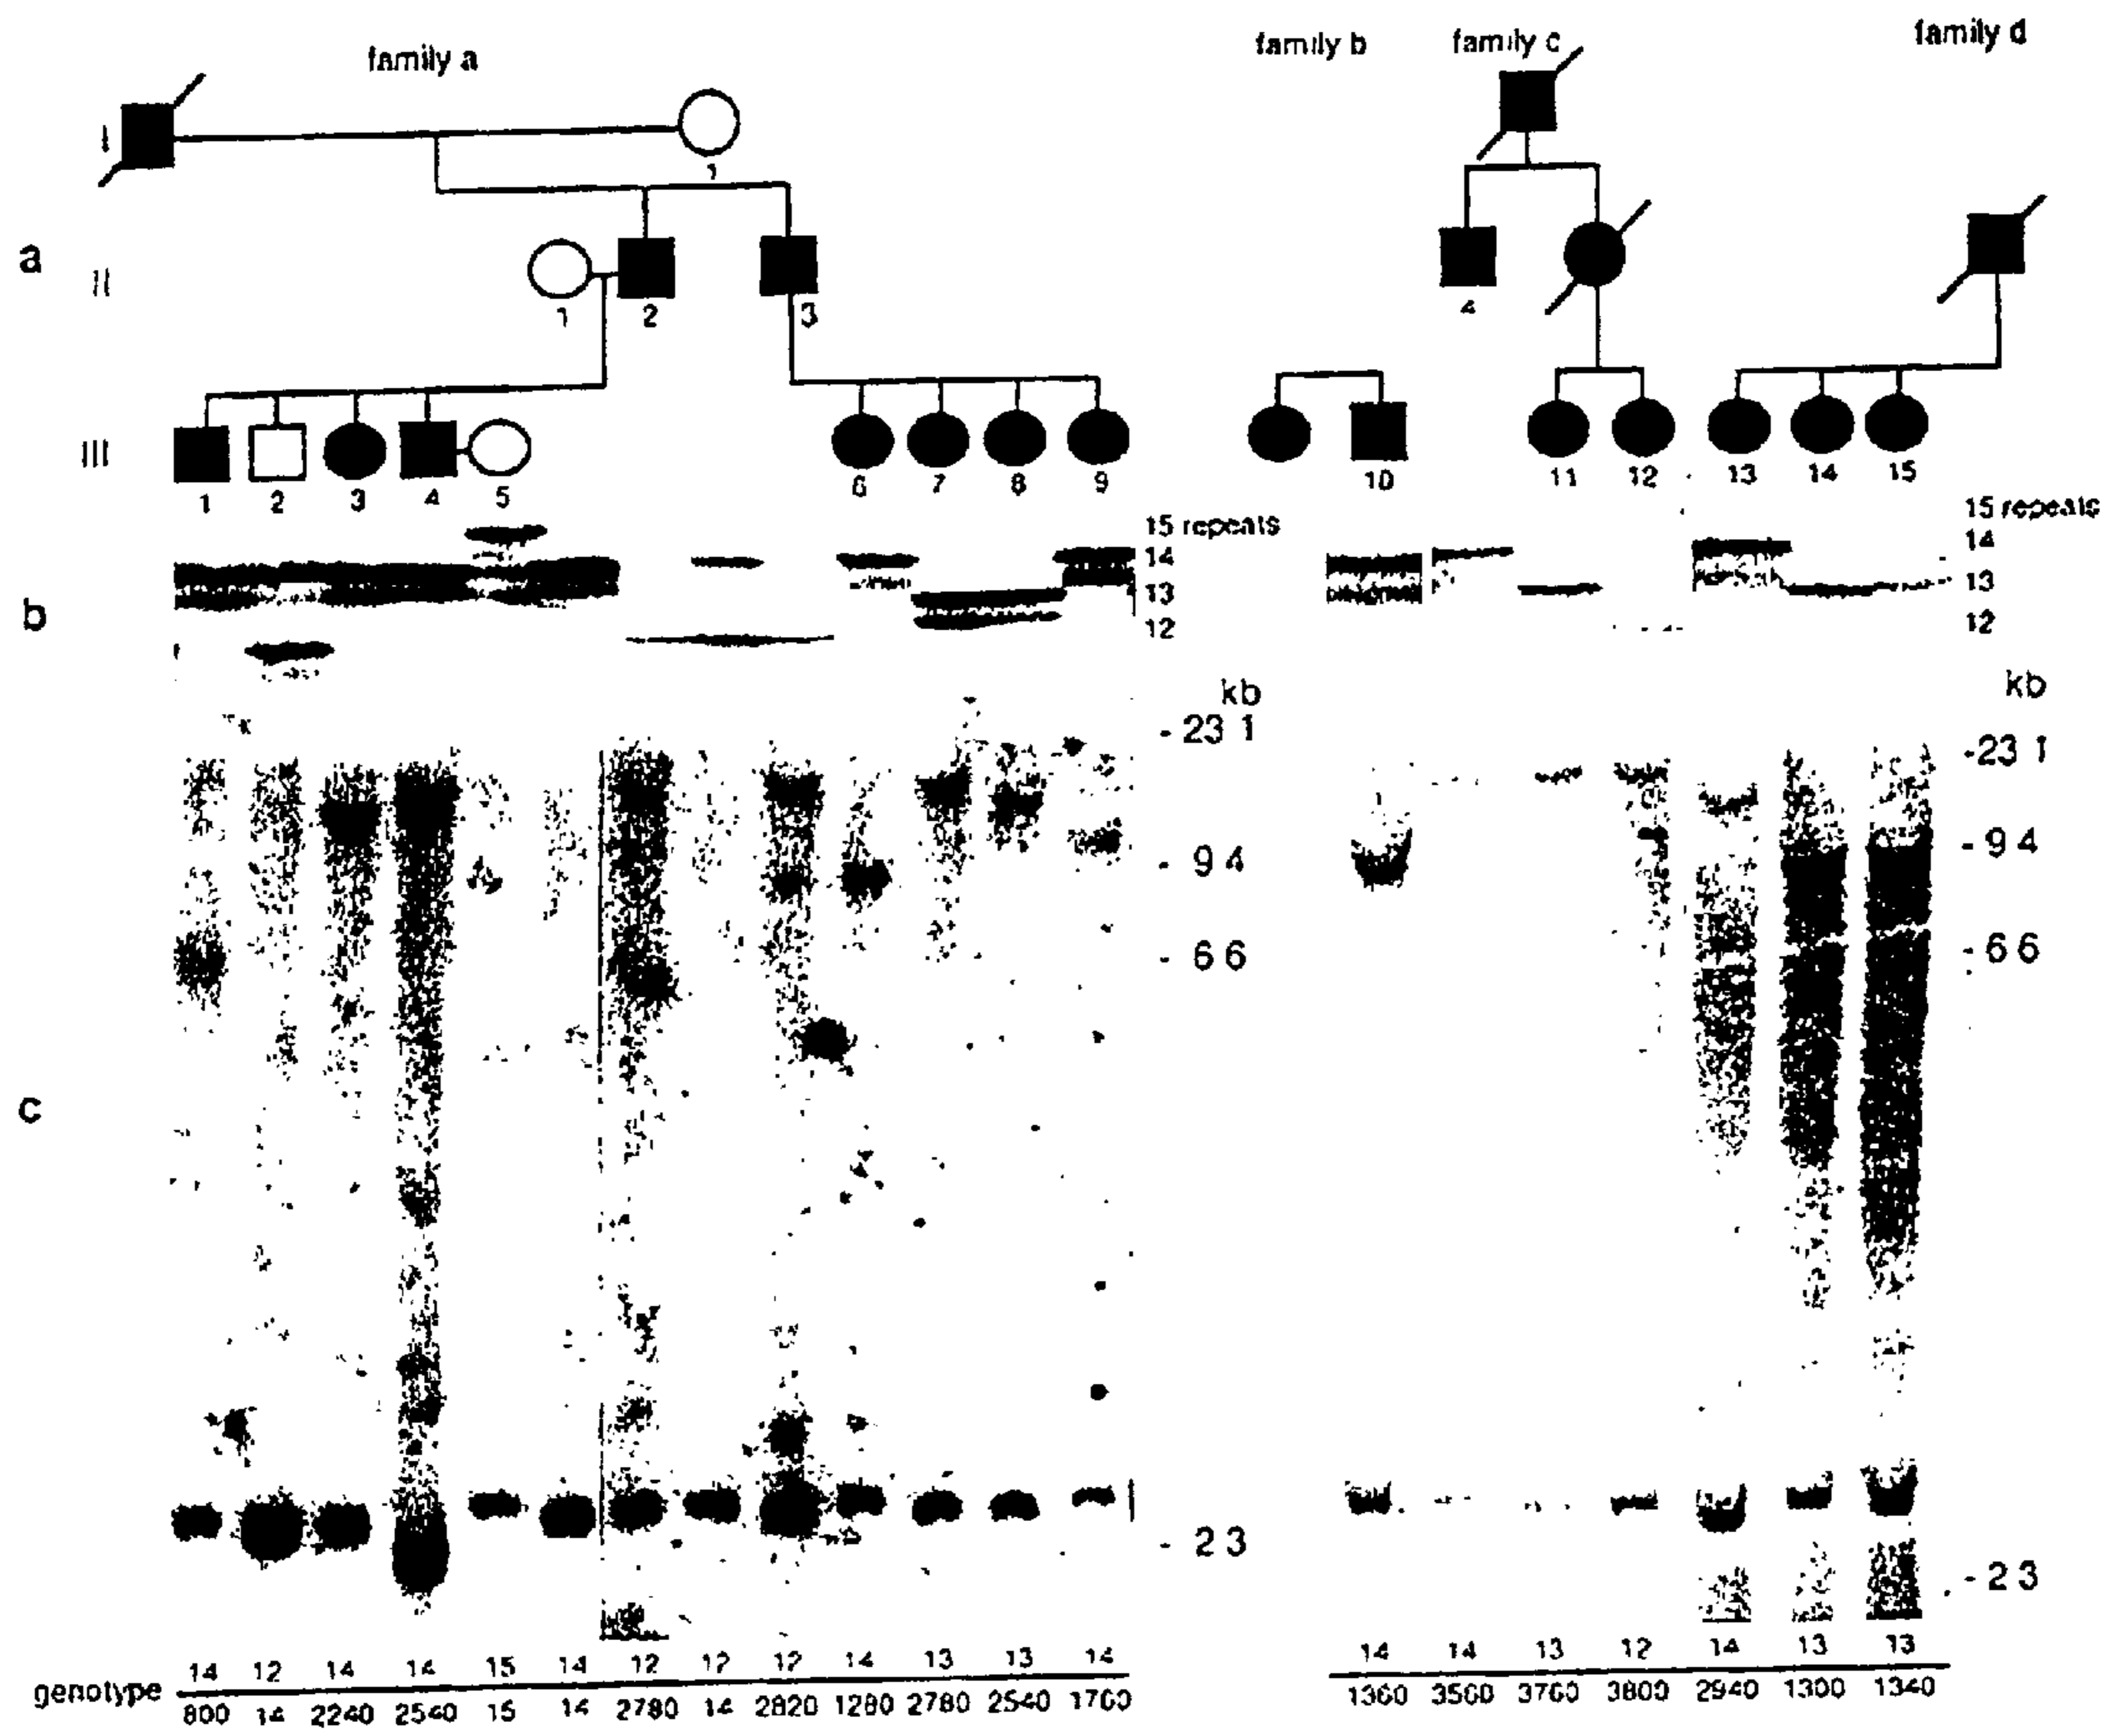 family a
family b
family c
family d
a
I
1
II
1 2 3 4
III
1 2 3 4 5 6 7 8 9 10 11 12 13 14 15
b
15 repeats
14
13
12
15 repeats
14
13
12
c
kb
- 23 1
- 9 4
- 6 6
- 2 3
kb
-23 1
-9 4
-6 6
-2 3
14 12 14 14 15 14 12 12 12 14 13 13 14 14 14 13 12 14 13 13
genotype
800 14 2240 2540 15 14 2780 14 2820 1280 2780 2540 1760 1360 3560 3760 3800 2940 1300 1340